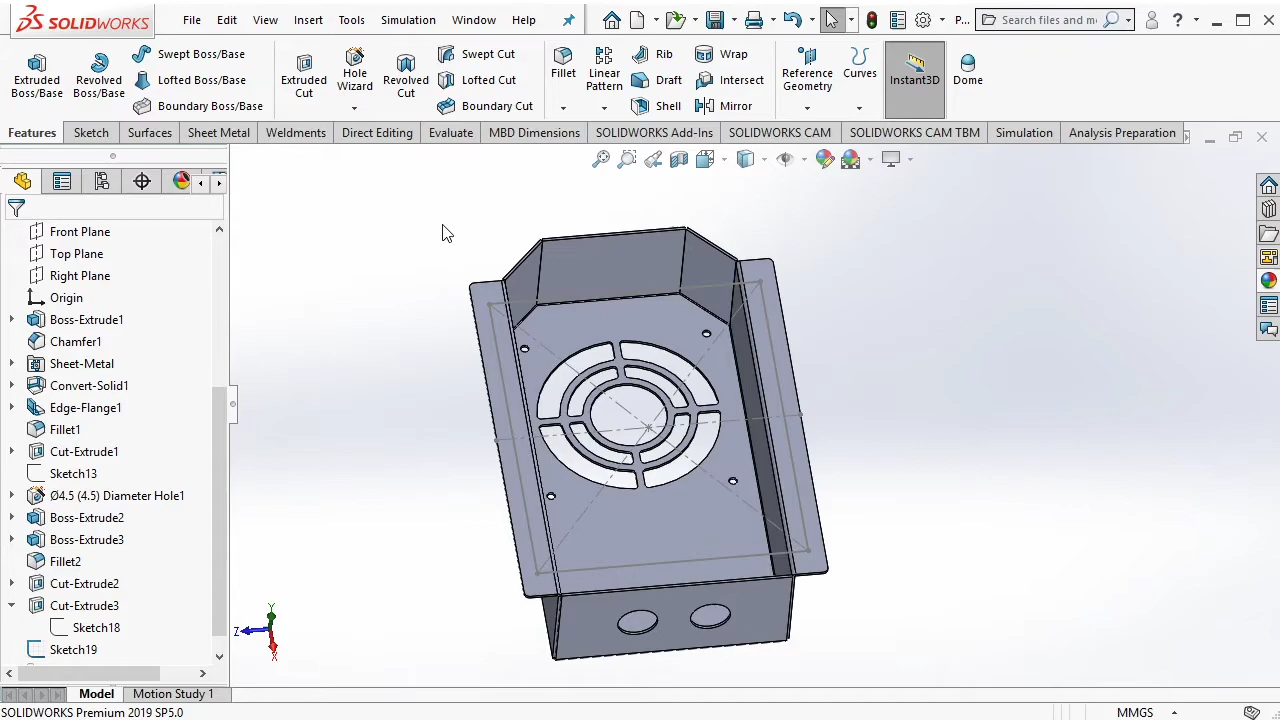 SOLIDWORKS File Edit View Insert Tools Simulation Window Help P... Search files and m ?
Extruded Boss/Base
Revolved Boss/Base
Swept Boss/Base
Lofted Boss/Base
Boundary Boss/Base
Extruded Cut
Hole Wizard
Revolved Cut
Swept Cut
Lofted Cut
Boundary Cut
Fillet
Linear Pattern
Rib
Draft
Shell
Wrap
Intersect
Mirror
Reference Geometry
Curves
Instant3D
Dome
Features Sketch Surfaces Sheet Metal Weldments Direct Editing Evaluate MBD Dimensions SOLIDWORKS Add-Ins SOLIDWORKS CAM SOLIDWORKS CAM TBM Simulation Analysis Preparation
Front Plane
Top Plane
Right Plane
Origin
Boss-Extrude1
Chamfer1
Sheet-Metal
Convert-Solid1
Edge-Flange1
Fillet1
Cut-Extrude1
Sketch13
Ø4.5 (4.5) Diameter Hole1
Boss-Extrude2
Boss-Extrude3
Fillet2
Cut-Extrude2
Cut-Extrude3
Sketch18
Sketch19
Y
Z
X
Model Motion Study 1
SOLIDWORKS Premium 2019 SP5.0 MMGS